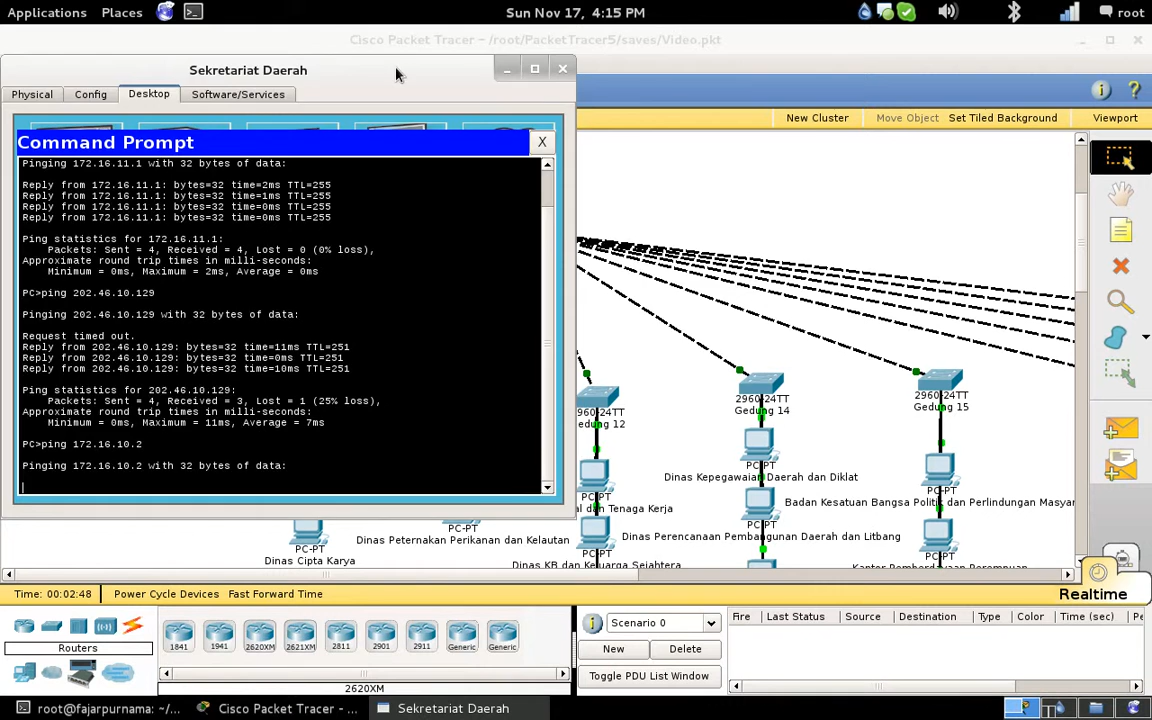 Applications Places
Sun Nov 17, 4:15 PM
root
Cisco Packet Tracer – /root/PacketTracer5/saves/Video.pkt
Sekretariat Daerah
Physical Config Desktop Software/Services
New Cluster Move Object Set Tiled Background Viewport
Command Prompt X
Pinging 172.16.11.1 with 32 bytes of data:
Reply from 172.16.11.1: bytes=32 time=2ms TTL=255
Reply from 172.16.11.1: bytes=32 time=1ms TTL=255
Reply from 172.16.11.1: bytes=32 time=0ms TTL=255
Reply from 172.16.11.1: bytes=32 time=0ms TTL=255
Ping statistics for 172.16.11.1:
Packets: Sent = 4, Received = 4, Lost = 0 (0% loss),
Approximate round trip times in milli-seconds:
Minimum = 0ms, Maximum = 2ms, Average = 0ms
PC>ping 202.46.10.129
Pinging 202.46.10.129 with 32 bytes of data:
Request timed out.
Reply from 202.46.10.129: bytes=32 time=11ms TTL=251
Reply from 202.46.10.129: bytes=32 time=0ms TTL=251
Reply from 202.46.10.129: bytes=32 time=10ms TTL=251
Ping statistics for 202.46.10.129:
Packets: Sent = 4, Received = 3, Lost = 1 (25% loss),
Approximate round trip times in milli-seconds:
Minimum = 0ms, Maximum = 11ms, Average = 7ms
PC>ping 172.16.10.2
Pinging 172.16.10.2 with 32 bytes of data:
960-24TT
edung 12
2960-24TT
Gedung 14
2960-24TT
Gedung 15
PC-PT
Dinas Kepegawaian Daerah dan Diklat
PC-PT
Badan Kesatuan Bangsa Politik dan Perlindungan Masyar
PC-PT
al dan Tenaga Kerja
PC-PT
Dinas Perencanaan Pembangunan Daerah dan Litbang
PC-PT
Dinas Cipta Karya
Dinas Peternakan Perikanan dan Kelautan
PC-PT
Dinas KB dan Keluarga Sejahtera
PC-PT
Kantor Pemberdayaan Perempuan
Time: 00:02:48 Power Cycle Devices Fast Forward Time
Realtime
Routers
1841 1941 2620XM 2621XM 2811 2901 2911 Generic Generic
2620XM
Scenario 0
New Delete
Toggle PDU List Window
Fire Last Status Source Destination Type Color Time (sec) Pe
root@fajarpurnama: ~/...
Cisco Packet Tracer - ...
Sekretariat Daerah